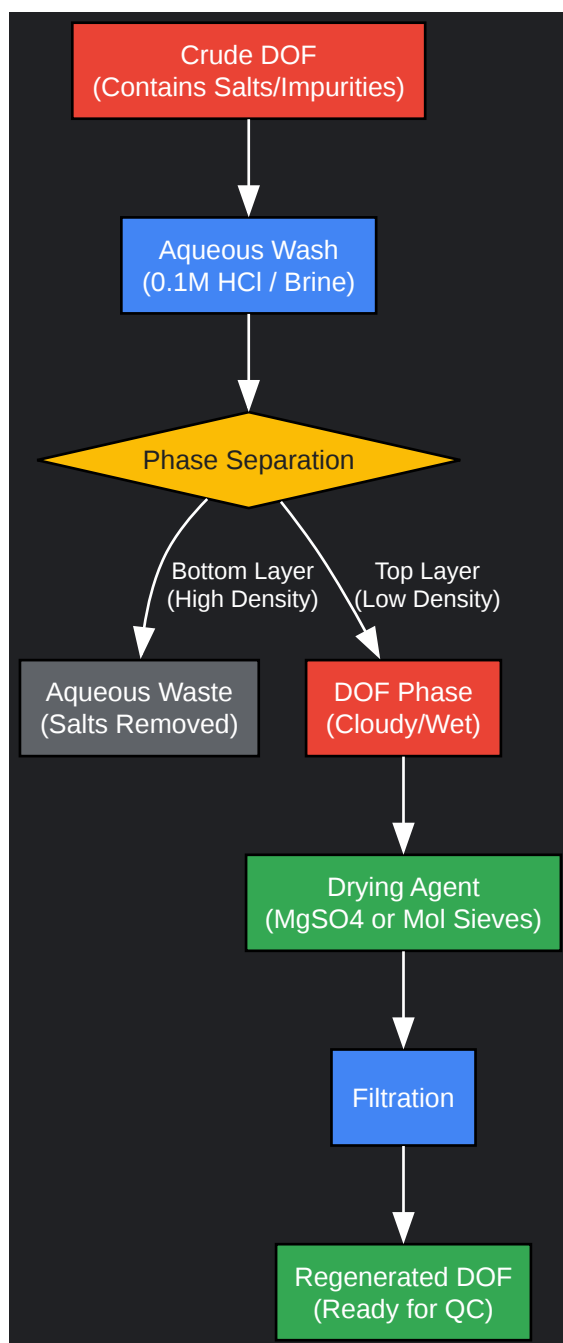 Crude DOF
(Contains Salts/Impurities)
Aqueous Wash
(0.1M HCl / Brine)
Phase Separation
Bottom Layer
(High Density)
Top Layer
(Low Density)
Aqueous Waste
(Salts Removed)
DOF Phase
(Cloudy/Wet)
Drying Agent
(MgSO4 or Mol Sieves)
Filtration
Regenerated DOF
(Ready for QC)